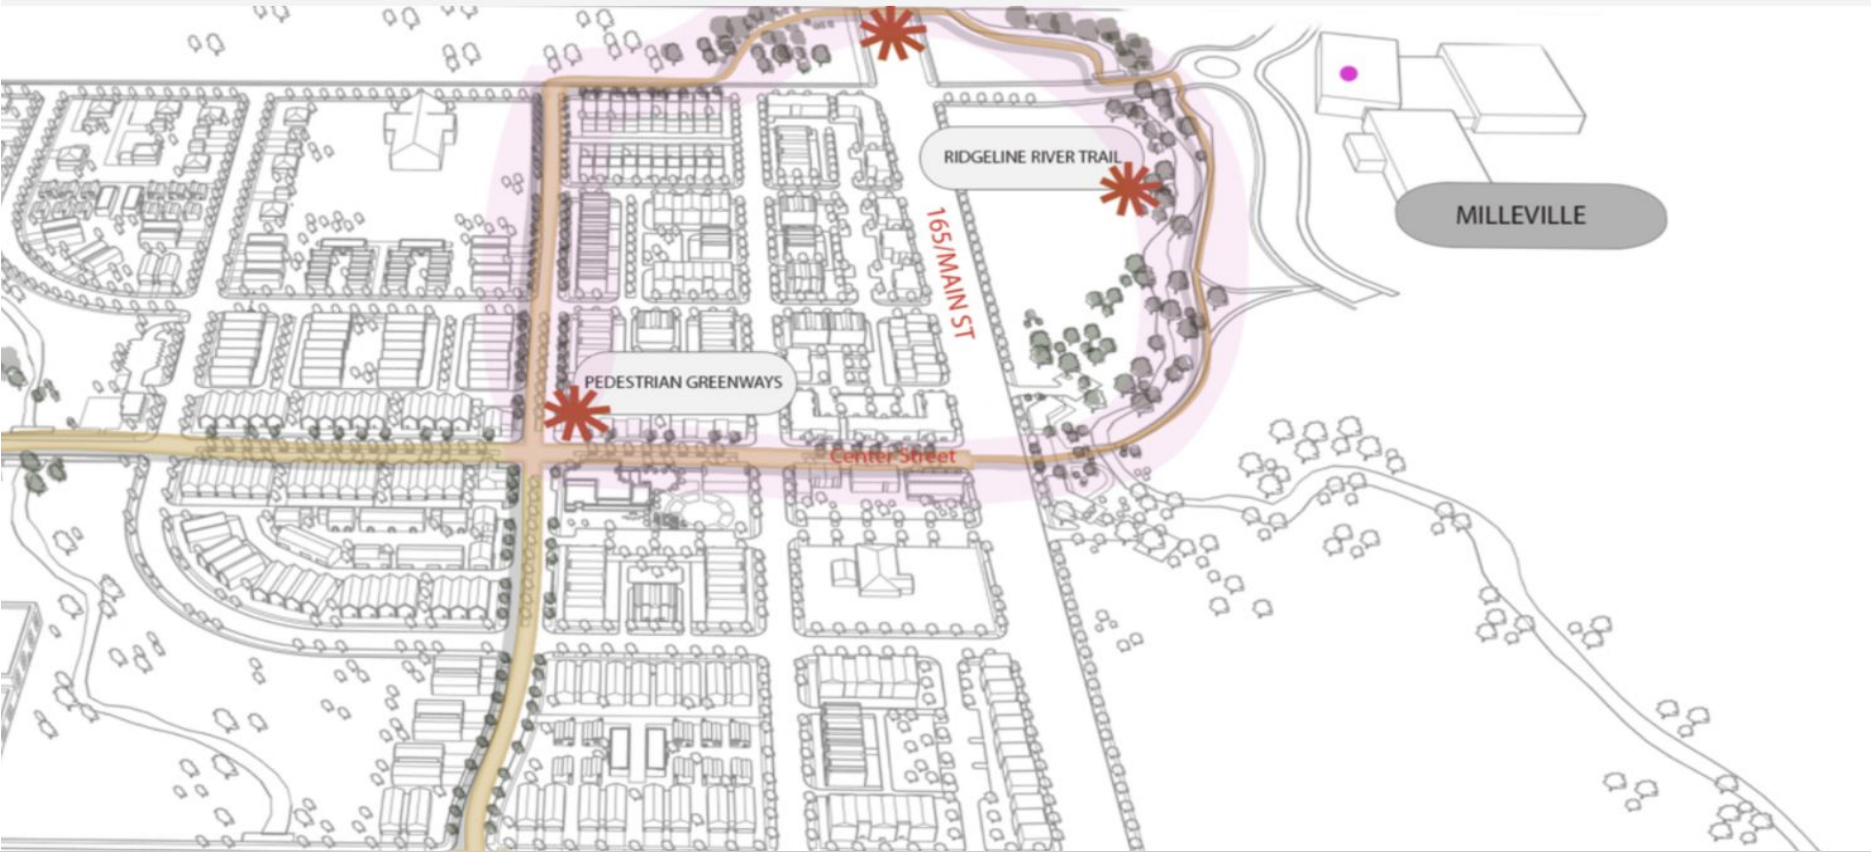 RIDGELINE RIVER TRAIL
MILLEVILLE
165/MAIN ST
PEDESTRIAN GREENWAYS
Center Street